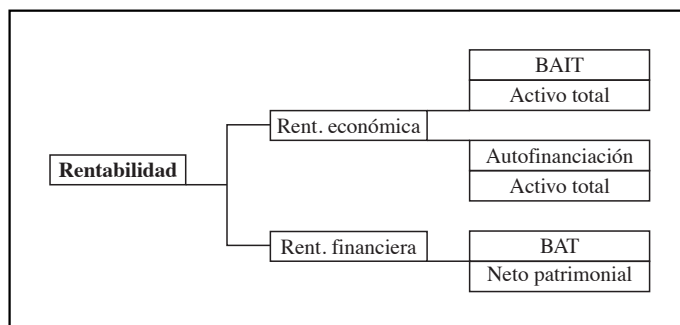 BAIT
Activo total
Rent. económica
Autofinanciación
Activo total
Rentabilidad
Rent. financiera
BAT
Neto patrimonial